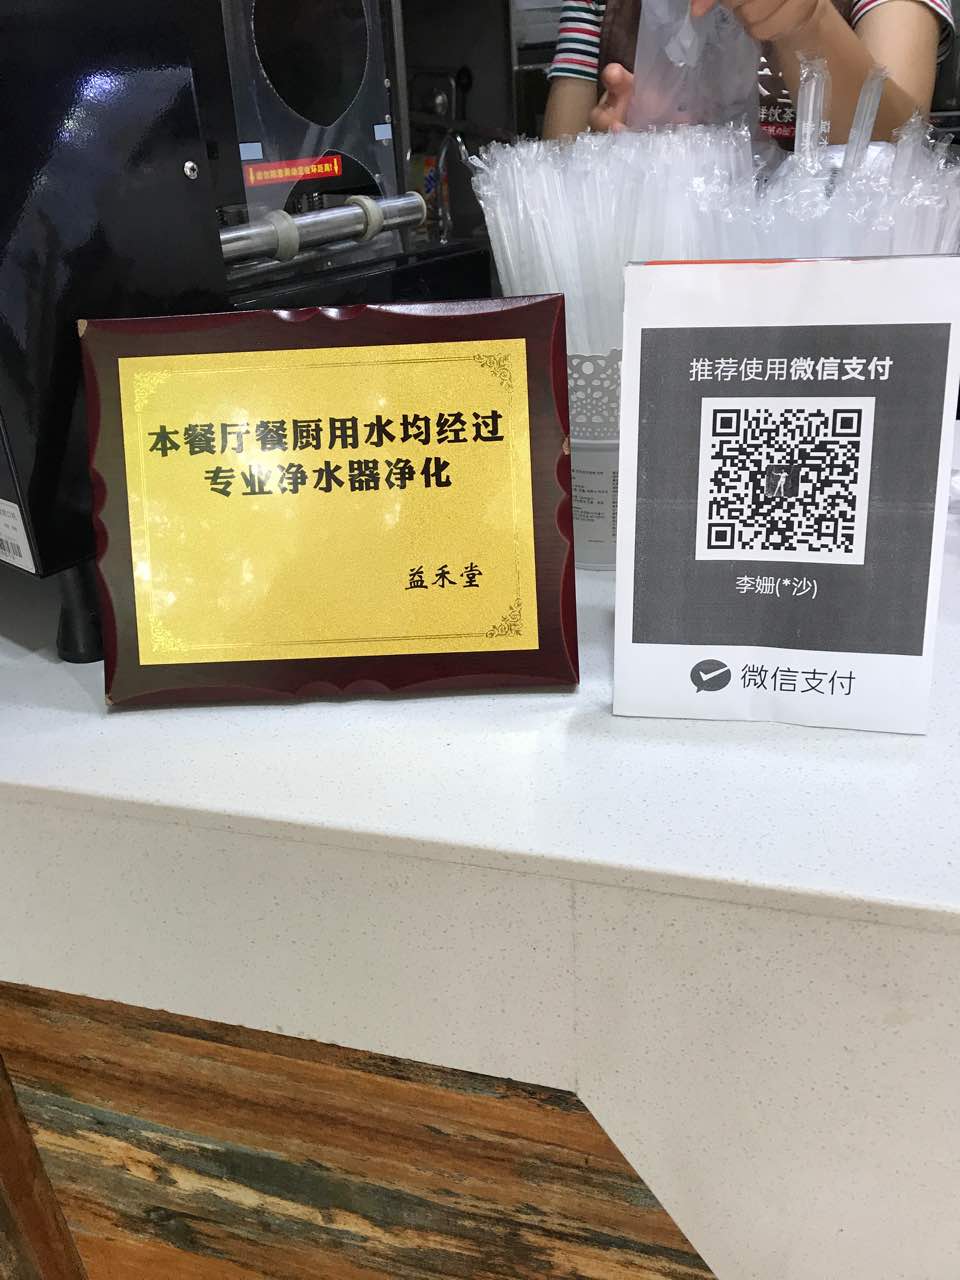 本餐厅餐厨用水均经过
专业净水器净化
益禾堂
推荐使用微信支付
李姗(*沙)
微信支付